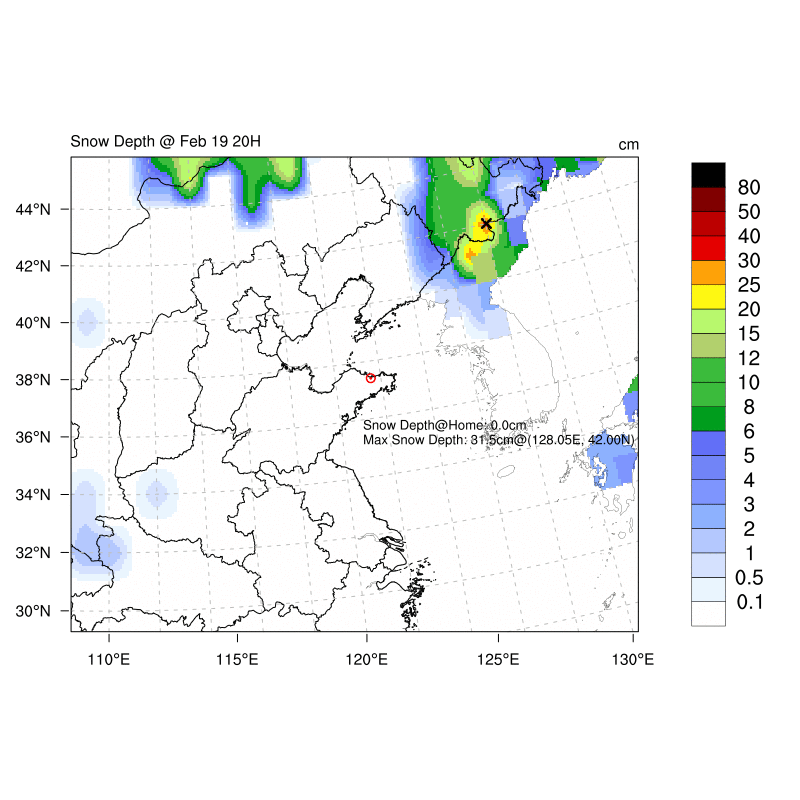 Snow Depth @ Feb 19 20H
cm
44°N
42°N
40°N
38°N
36°N
34°N
32°N
30°N
110°E
115°E
120°E
125°E
130°E
Snow Depth@Home: 0.0cm
Max Snow Depth: 31.5cm@(128.05E, 42.00N)
80
50
40
30
25
20
15
12
10
8
6
5
4
3
2
1
0.5
0.1